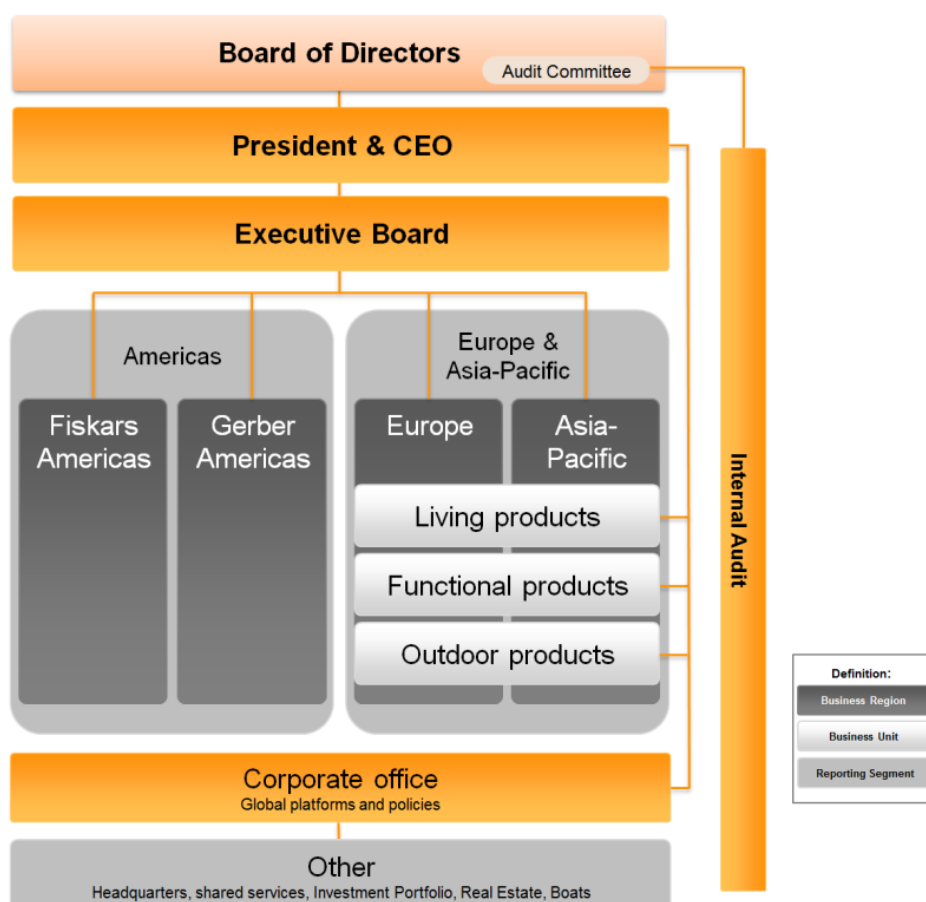 Board of Directors
Audit Committee
President & CEO
Executive Board
Americas
Europe &
Asia-Pacific
Fiskars
Americas
Gerber
Americas
Europe
Asia-
Pacific
Living products
Functional products
Outdoor products
Internal Audit
Definition:
Business Region
Business Unit
Reporting Segment
Corporate office
Global platforms and policies
Other
Headquarters, shared services, Investment Portfolio, Real Estate, Boats